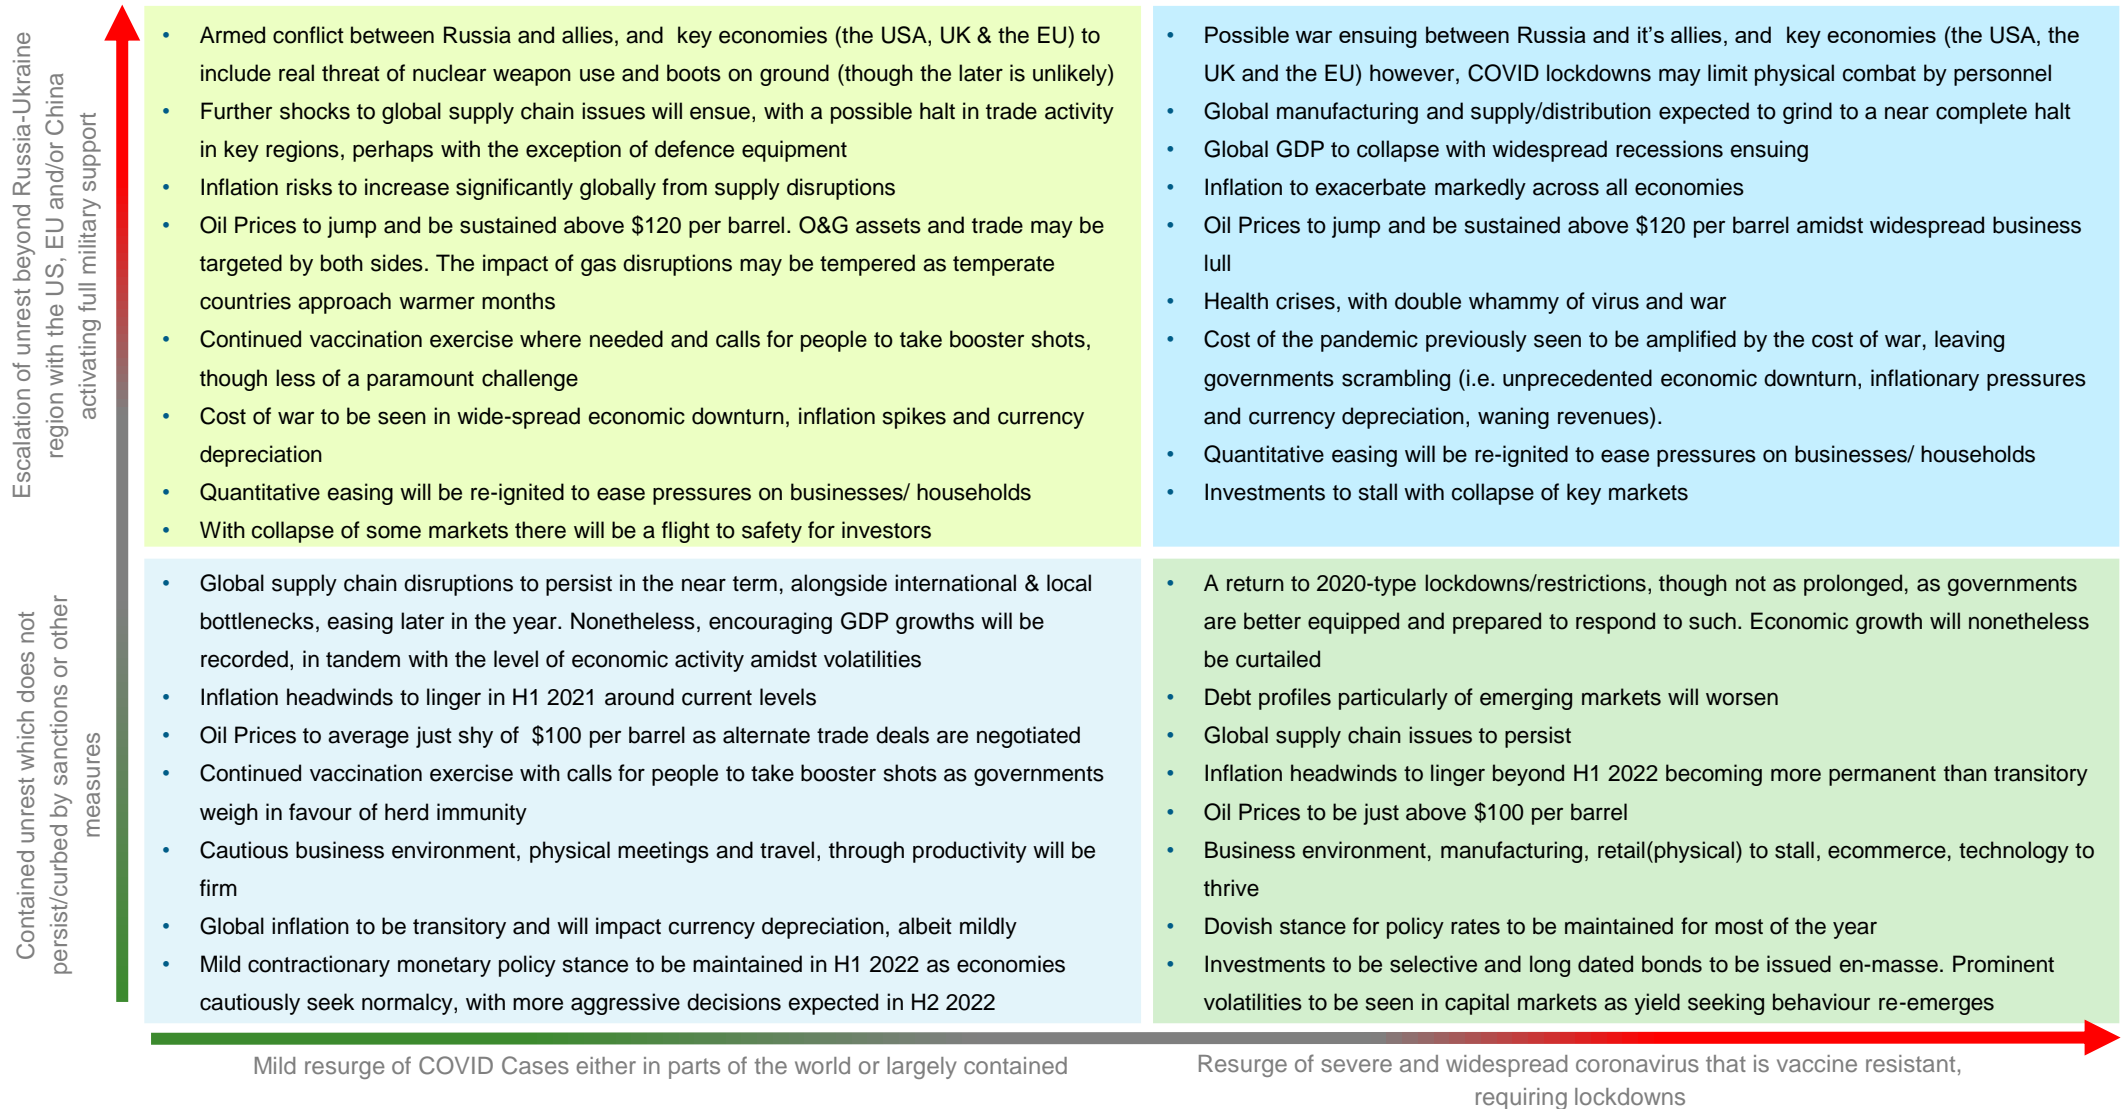 Escalation of unrest beyond Russia-Ukraine
region with the US, EU and/or China
activating full military support
• Armed conflict between Russia and allies, and key economies (the USA, UK & the EU) to
include real threat of nuclear weapon use and boots on ground (though the later is unlikely)
• Further shocks to global supply chain issues will ensue, with a possible halt in trade activity
in key regions, perhaps with the exception of defence equipment
• Inflation risks to increase significantly globally from supply disruptions
• Oil Prices to jump and be sustained above $120 per barrel. O&G assets and trade may be
targeted by both sides. The impact of gas disruptions may be tempered as temperate
countries approach warmer months
• Continued vaccination exercise where needed and calls for people to take booster shots,
though less of a paramount challenge
• Cost of war to be seen in wide-spread economic downturn, inflation spikes and currency
depreciation
• Quantitative easing will be re-ignited to ease pressures on businesses/ households
• With collapse of some markets there will be a flight to safety for investors
• Possible war ensuing between Russia and it's allies, and key economies (the USA, the
UK and the EU) however, COVID lockdowns may limit physical combat by personnel
• Global manufacturing and supply/distribution expected to grind to a near complete halt
• Global GDP to collapse with widespread recessions ensuing
• Inflation to exacerbate markedly across all economies
• Oil Prices to jump and be sustained above $120 per barrel amidst widespread business
lull
• Health crises, with double whammy of virus and war
• Cost of the pandemic previously seen to be amplified by the cost of war, leaving
governments scrambling (i.e. unprecedented economic downturn, inflationary pressures
and currency depreciation, waning revenues).
• Quantitative easing will be re-ignited to ease pressures on businesses/ households
• Investments to stall with collapse of key markets
Contained unrest which does not
persist/curbed by sanctions or other
measures
• Global supply chain disruptions to persist in the near term, alongside international & local
bottlenecks, easing later in the year. Nonetheless, encouraging GDP growths will be
recorded, in tandem with the level of economic activity amidst volatilities
• Inflation headwinds to linger in H1 2021 around current levels
• Oil Prices to average just shy of $100 per barrel as alternate trade deals are negotiated
• Continued vaccination exercise with calls for people to take booster shots as governments
weigh in favour of herd immunity
• Cautious business environment, physical meetings and travel, through productivity will be
firm
• Global inflation to be transitory and will impact currency depreciation, albeit mildly
• Mild contractionary monetary policy stance to be maintained in H1 2022 as economies
cautiously seek normalcy, with more aggressive decisions expected in H2 2022
• A return to 2020-type lockdowns/restrictions, though not as prolonged, as governments
are better equipped and prepared to respond to such. Economic growth will nonetheless
be curtailed
• Debt profiles particularly of emerging markets will worsen
• Global supply chain issues to persist
• Inflation headwinds to linger beyond H1 2022 becoming more permanent than transitory
• Oil Prices to be just above $100 per barrel
• Business environment, manufacturing, retail(physical) to stall, ecommerce, technology to
thrive
• Dovish stance for policy rates to be maintained for most of the year
• Investments to be selective and long dated bonds to be issued en-masse. Prominent
volatilities to be seen in capital markets as yield seeking behaviour re-emerges
Mild resurge of COVID Cases either in parts of the world or largely contained
Resurge of severe and widespread coronavirus that is vaccine resistant,
requiring lockdowns